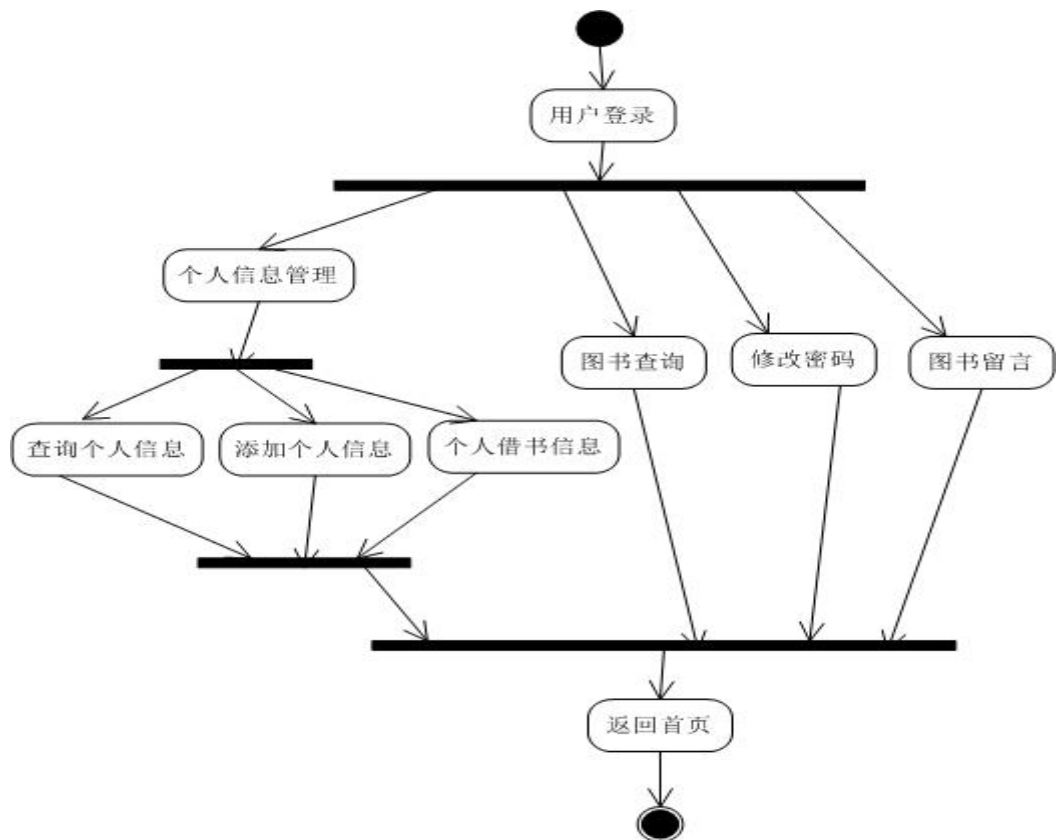 用户登录
个人信息管理
图书查询
修改密码
图书留言
查询个人信息
添加个人信息
个人借书信息
返回首页